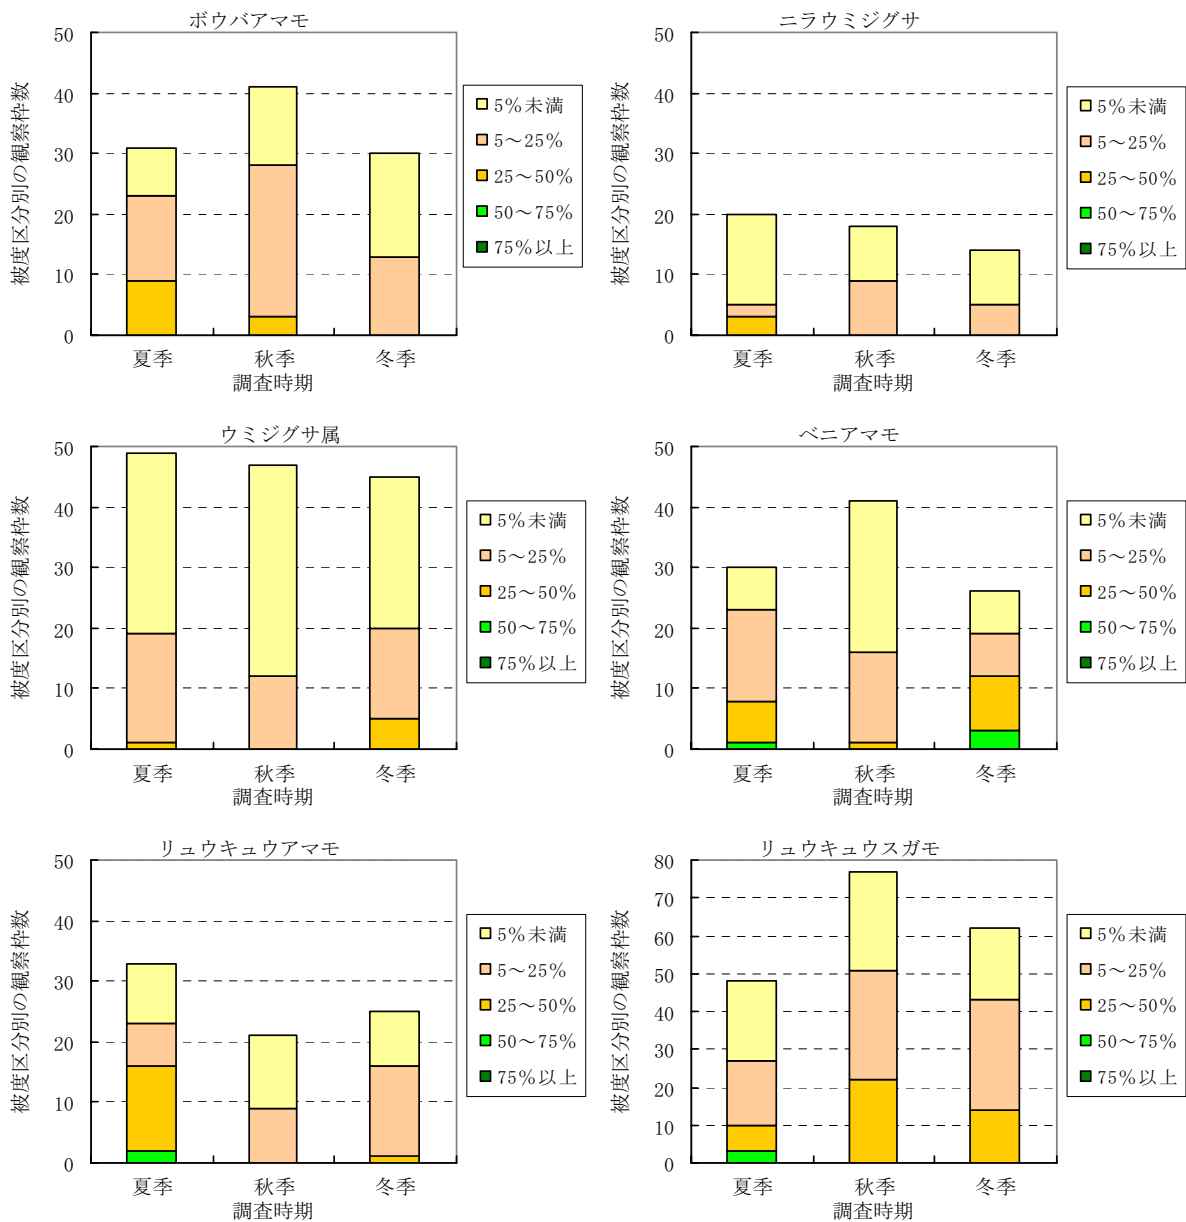 ボウバアマモ
被度区分別の観察枠数
50
40
30
20
10
0
夏季 秋季 冬季
調査時期
5%未満
5～25%
25～50%
50～75%
75%以上
ニラウミジグサ
被度区分別の観察枠数
50
40
30
20
10
0
夏季 秋季 冬季
調査時期
5%未満
5～25%
25～50%
50～75%
75%以上
ウミジグサ属
被度区分別の観察枠数
50
40
30
20
10
0
夏季 秋季 冬季
調査時期
5%未満
5～25%
25～50%
50～75%
75%以上
ベニアマモ
被度区分別の観察枠数
50
40
30
20
10
0
夏季 秋季 冬季
調査時期
5%未満
5～25%
25～50%
50～75%
75%以上
リュウキュウアマモ
被度区分別の観察枠数
50
40
30
20
10
0
夏季 秋季 冬季
調査時期
5%未満
5～25%
25～50%
50～75%
75%以上
リュウキュウスガモ
被度区分別の観察枠数
80
70
60
50
40
30
20
10
0
夏季 秋季 冬季
調査時期
5%未満
5～25%
25～50%
50～75%
75%以上